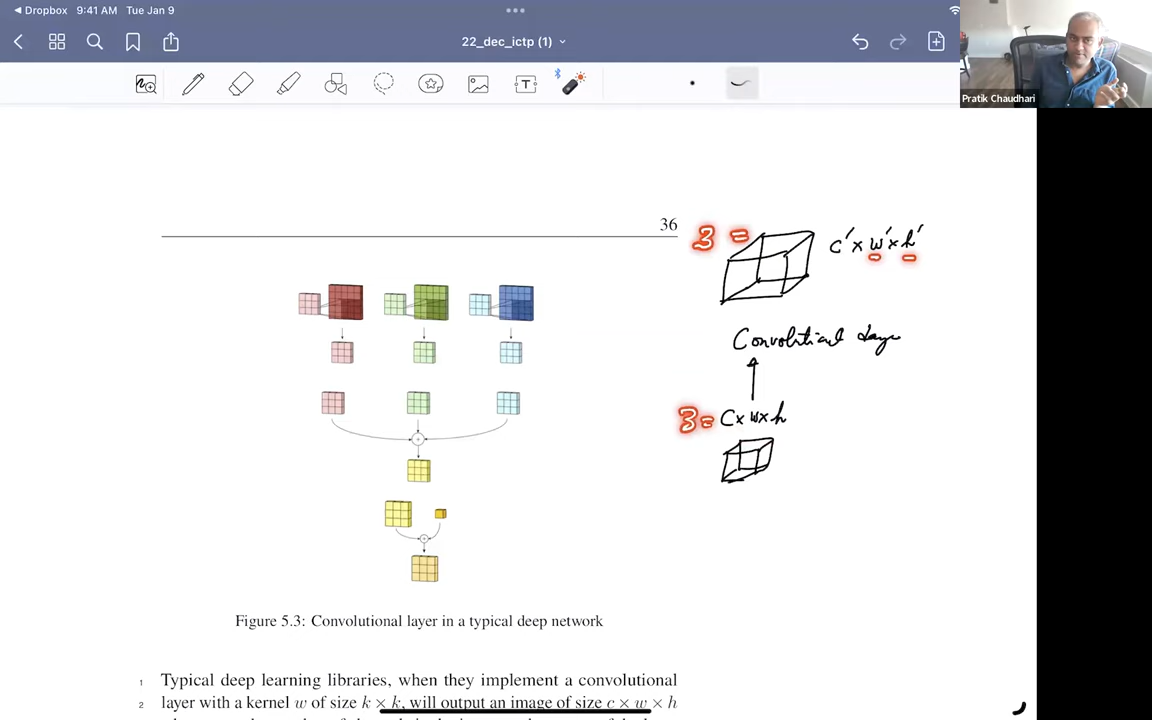 Dropbox 9:41 AM Tue Jan 9
22_dec_ictp (1)
T
Pratik Chaudhari
36
3 =
c' × w' × h'
Convolutional
3 = C × w × h
Figure 5.3: Convolutional layer in a typical deep network
1 Typical deep learning libraries, when they implement a convolutional
2 layer with a kernel w of size k × k, will output an image of size c × w × h